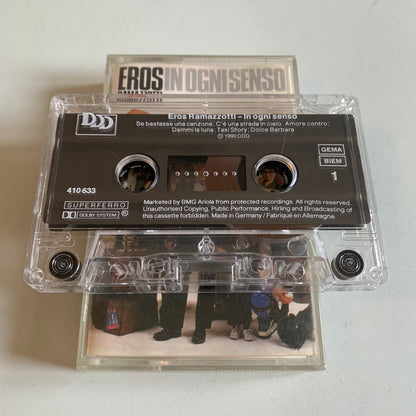 EROS IN OGNI SENSO
RAMAZZOTTI
DDD
Eros Ramazzotti – In ogni senso
Se bastasse una canzone; C'è una strada in cielo; Amore contro;
Dammi la luna; Taxi Story; Dolce Barbara
℗ 1990 DDD
GEMA
BIEM
1
410 633
SUPERFERRO
DOLBY SYSTEM
Marketed by BMG Ariola from protected recordings. All rights reserved.
Unauthorised Copying, Public Performance, Hiring and Broadcasting of
this cassette forbidden. Made in Germany / Fabriqué en Allemagne.